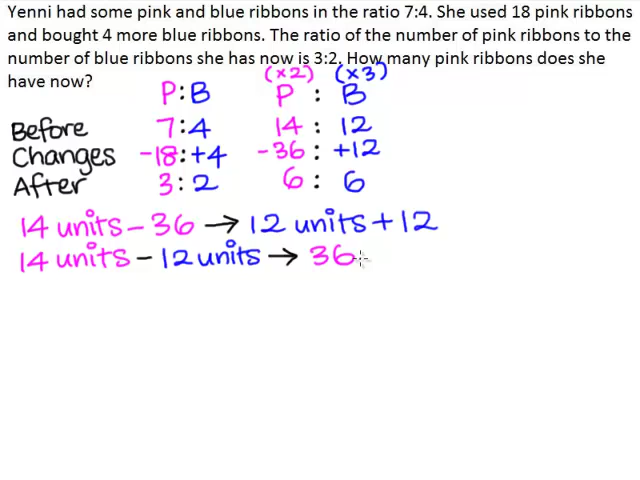 Yenni had some pink and blue ribbons in the ratio 7:4. She used 18 pink ribbons
and bought 4 more blue ribbons. The ratio of the number of pink ribbons to the
number of blue ribbons she has now is 3:2. How many pink ribbons does she
have now?
(×2) (×3)
P:B P : B
Before 7:4 14 : 12
Changes -18:+4 -36 : +12
After 3:2 6 : 6
14 units - 36 → 12 units + 12
14 units - 12 units → 36